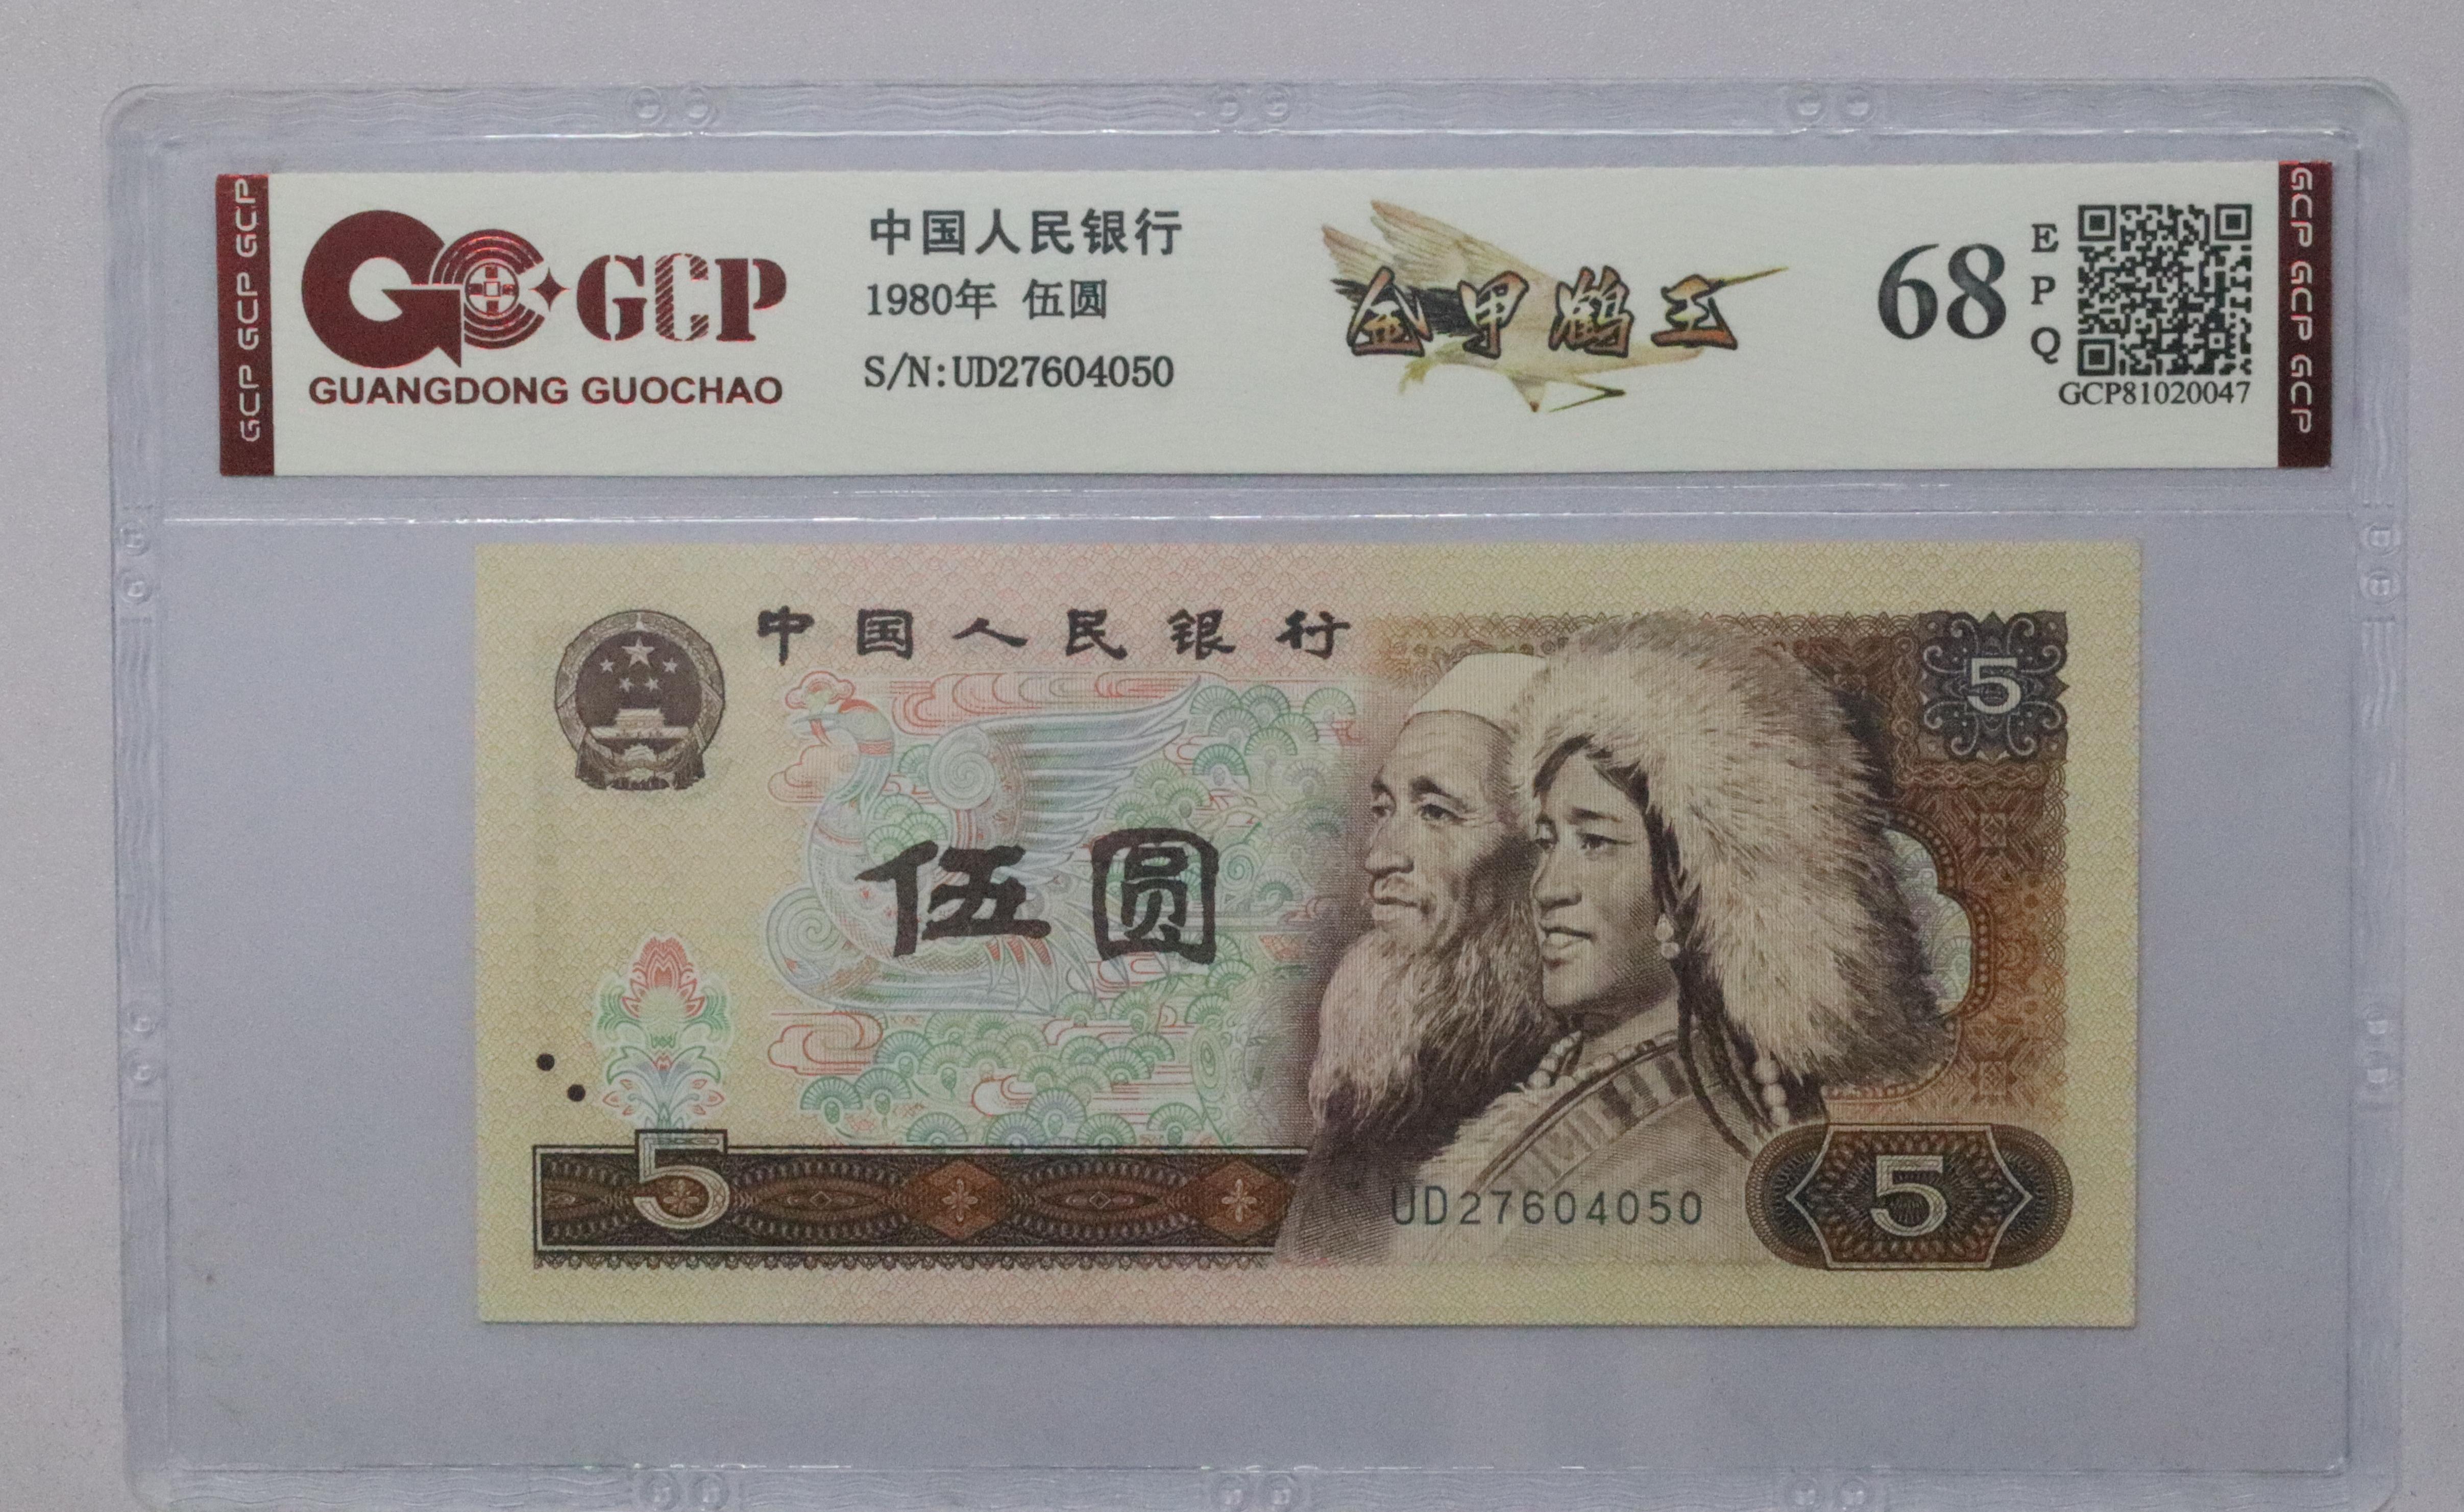 GCP GCP GCP
GCP
GUANGDONG GUOCHAO
中国人民银行
1980年 伍圆
S/N:UD27604050
金甲鹤王
68
E
P
Q
GCP81020047
GCP GCP GCP
中国人民银行
5
伍圆
5
UD27604050
5